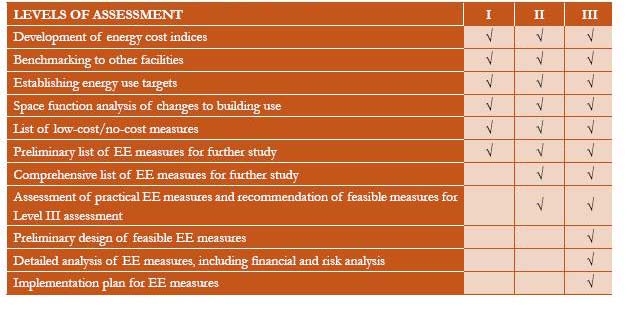 LEVELS OF ASSESSMENT I II III
Development of energy cost indices √ √ √
Benchmarking to other facilities √ √ √
Establishing energy use targets √ √ √
Space function analysis of changes to building use √ √ √
List of low-cost/no-cost measures √ √ √
Preliminary list of EE measures for further study √ √ √
Comprehensive list of EE measures for further study √ √
Assessment of practical EE measures and recommendation of feasible measures for
Level III assessment √ √
Preliminary design of feasible EE measures √
Detailed analysis of EE measures, including financial and risk analysis √
Implementation plan for EE measures √